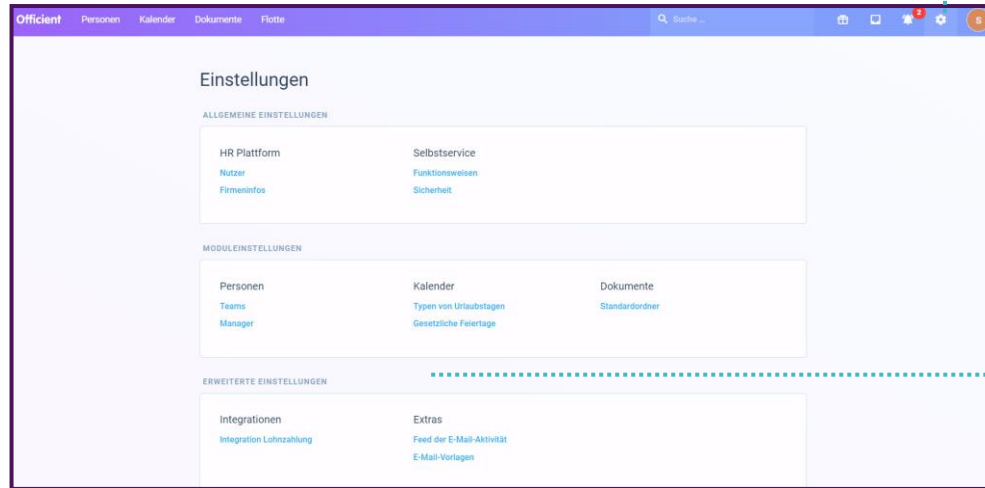 Officient Personen Kalender Dokumente Flotte Suche ... 2 S
Einstellungen
ALLGEMEINE EINSTELLUNGEN
HR Plattform Selbstservice
Nutzer Funktionsweisen
Firmeninfos Sicherheit
MODULEINSTELLUNGEN
Personen Kalender Dokumente
Teams Typen von Urlaubstagen Standardordner
Manager Gesetzliche Feiertage
ERWEITERTE EINSTELLUNGEN
Integrationen Extras
Integration Lohnzahlung Feed der E-Mail-Aktivität
E-Mail-Vorlagen